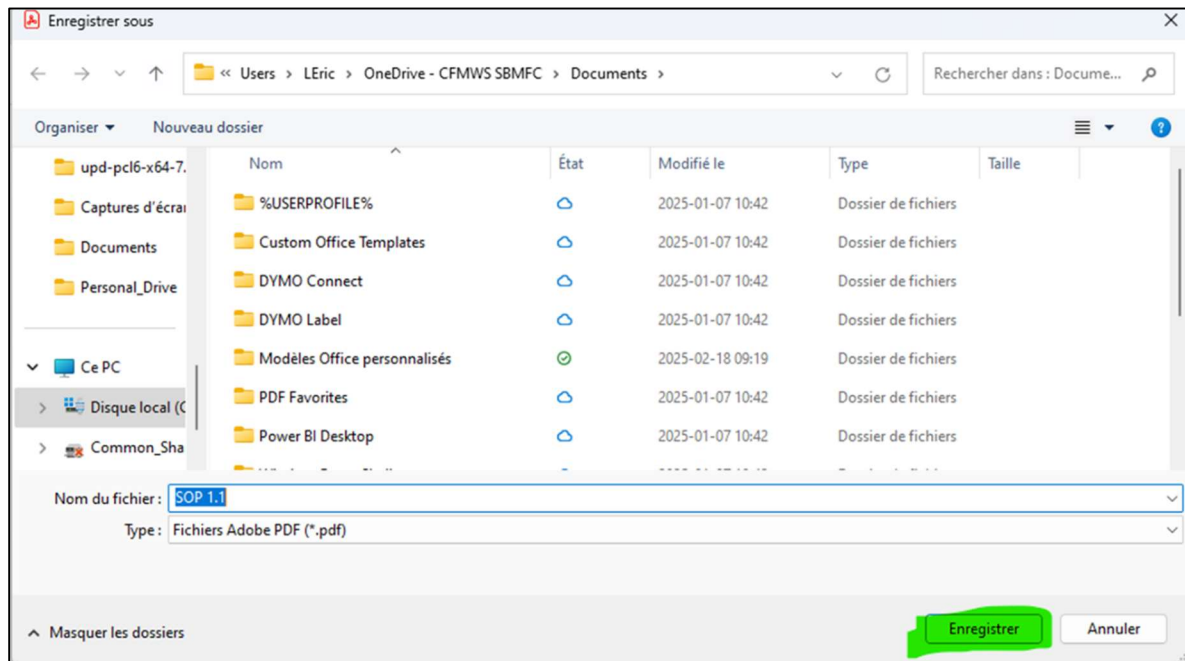 Enregistrer sous
« Users > LEric > OneDrive - CFMWS SBMFC > Documents >
Rechercher dans : Docume...
Organiser
Nouveau dossier
upd-pcl6-x64-7.
Captures d'écrai
Documents
Personal_Drive
Ce PC
Disque local (C
Common_Sha
Nom État Modifié le Type Taille
%USERPROFILE% 2025-01-07 10:42 Dossier de fichiers
Custom Office Templates 2025-01-07 10:42 Dossier de fichiers
DYMO Connect 2025-01-07 10:42 Dossier de fichiers
DYMO Label 2025-01-07 10:42 Dossier de fichiers
Modèles Office personnalisés 2025-02-18 09:19 Dossier de fichiers
PDF Favorites 2025-01-07 10:42 Dossier de fichiers
Power BI Desktop 2025-01-07 10:42 Dossier de fichiers
Nom du fichier : SOP 1.1
Type : Fichiers Adobe PDF (*.pdf)
Masquer les dossiers
Enregistrer
Annuler